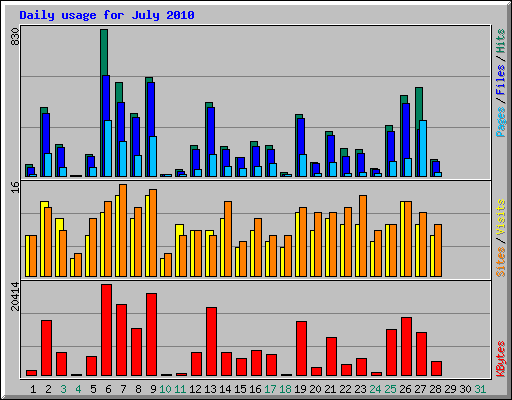 Daily usage for July 2010
830
Pages / Files / Hits
16
Sites / Visits
20414
KBytes
1 2 3 4 5 6 7 8 9 10 11 12 13 14 15 16 17 18 19 20 21 22 23 24 25 26 27 28 29 30 31